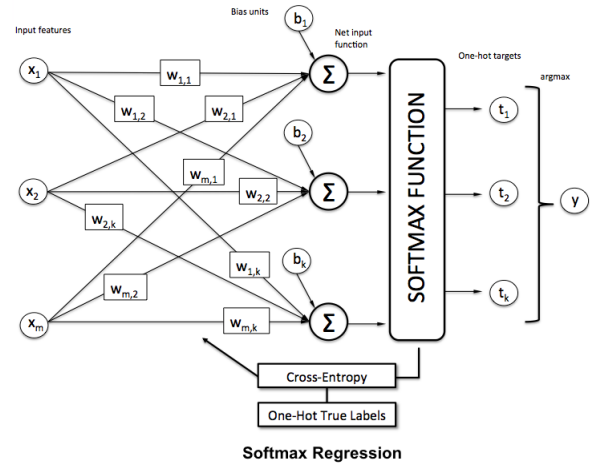 Input features
Bias units
Net input
function
One-hot targets
argmax
b1
x1
w1,1
Σ
w1,2
w2,1
t1
b2
wm,1
x2
w2,2
Σ
SOFTMAX FUNCTION
t2
y
w2,k
bk
w1,k
wm,2
tk
xm
wm,k
Σ
Cross-Entropy
One-Hot True Labels
Softmax Regression